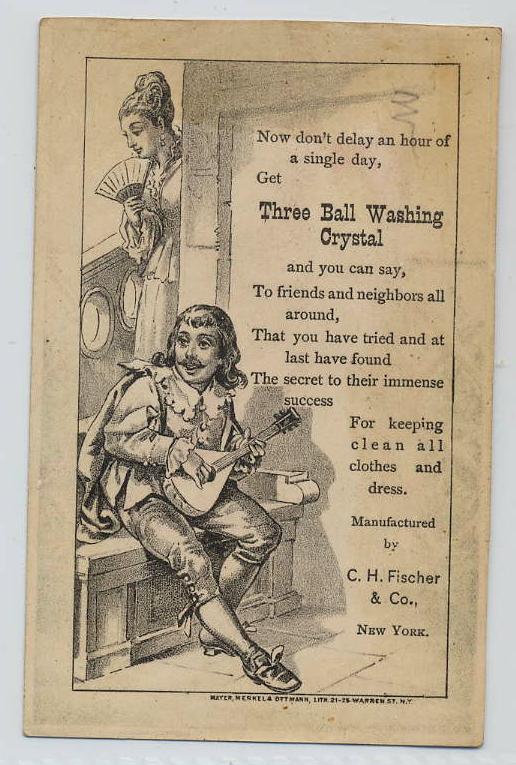 Now don't delay an hour of
a single day,
Get
Three Ball Washing
Crystal
and you can say,
To friends and neighbors all
around,
That you have tried and at
last have found
The secret to their immense
success
For keeping
clean all
clothes and
dress.
Manufactured
by
C. H. Fischer
& Co.,
NEW YORK.
MAYER, MERKEL & OTTMANN, LITH. 21-25 WARREN ST. N.Y.